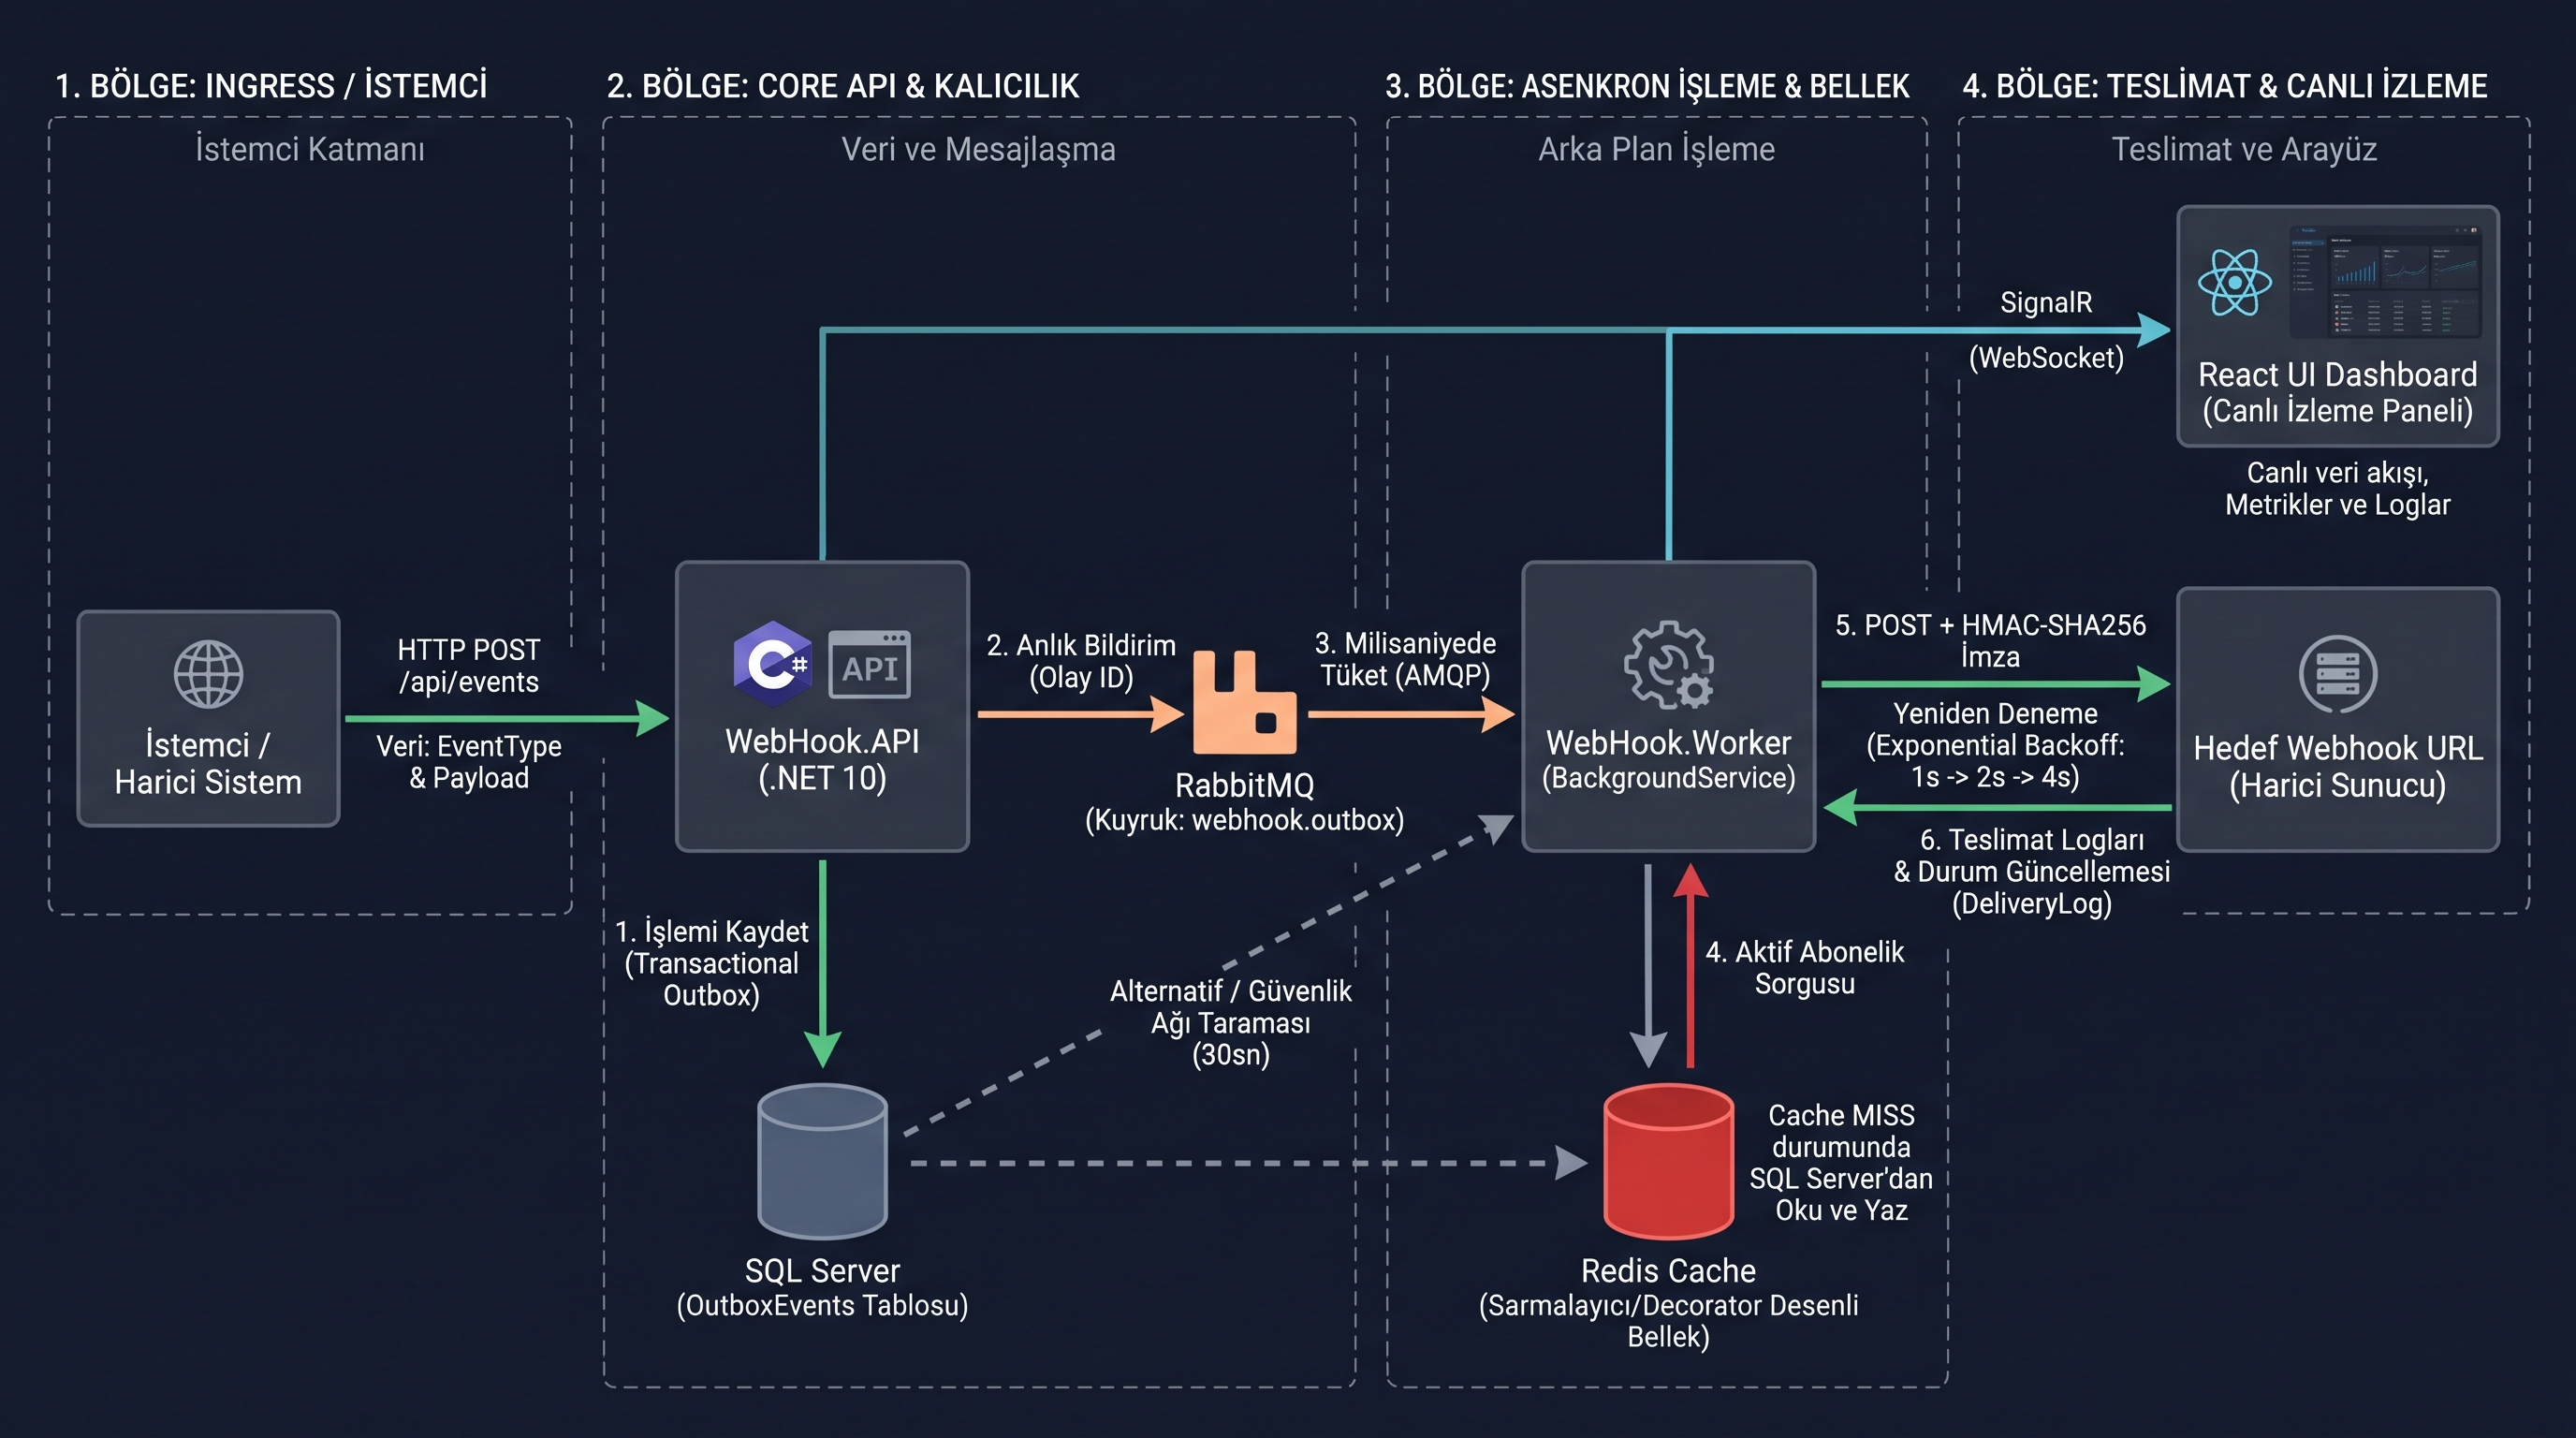 1. BÖLGE: INGRESS / İSTEMCİ
İstemci Katmanı
İstemci /
Harici Sistem
HTTP POST
/api/events
Veri: EventType
& Payload
2. BÖLGE: CORE API & KALICILIK
Veri ve Mesajlaşma
C#
API
WebHook.API
(.NET 10)
1. İşlemi Kaydet
(Transactional
Outbox)
SQL Server
(OutboxEvents Tablosu)
2. Anlık Bildirim
(Olay ID)
RabbitMQ
(Kuyruk: webhook.outbox)
Alternatif / Güvenlik
Ağı Taraması
(30sn)
3. BÖLGE: ASENKRON İŞLEME & BELLEK
Arka Plan İşleme
3. Milisaniyede
Tüket (AMQP)
WebHook.Worker
(BackgroundService)
4. Aktif Abonelik
Sorgusu
Cache MISS
durumunda
SQL Server'dan
Oku ve Yaz
Redis Cache
(Sarmalayıcı/Decorator Desenli
Bellek)
4. BÖLGE: TESLİMAT & CANLI İZLEME
Teslimat ve Arayüz
SignalR
(WebSocket)
React UI Dashboard
(Canlı İzleme Paneli)
Canlı veri akışı,
Metrikler ve Loglar
5. POST + HMAC-SHA256
İmza
Yeniden Deneme
(Exponential Backoff:
1s -> 2s -> 4s)
6. Teslimat Logları
& Durum Güncellemesi
(DeliveryLog)
Hedef Webhook URL
(Harici Sunucu)